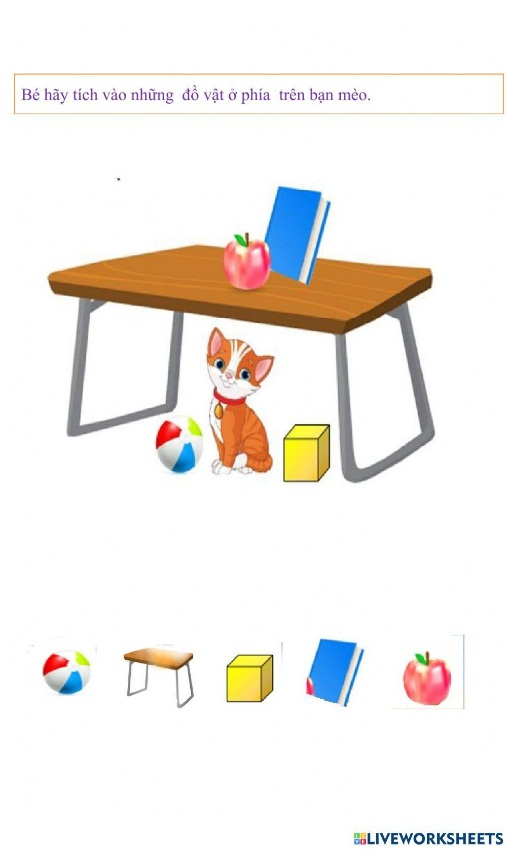 Bé hãy tích vào những đồ vật ở phía trên bạn mèo.
LIVEWORKSHEETS